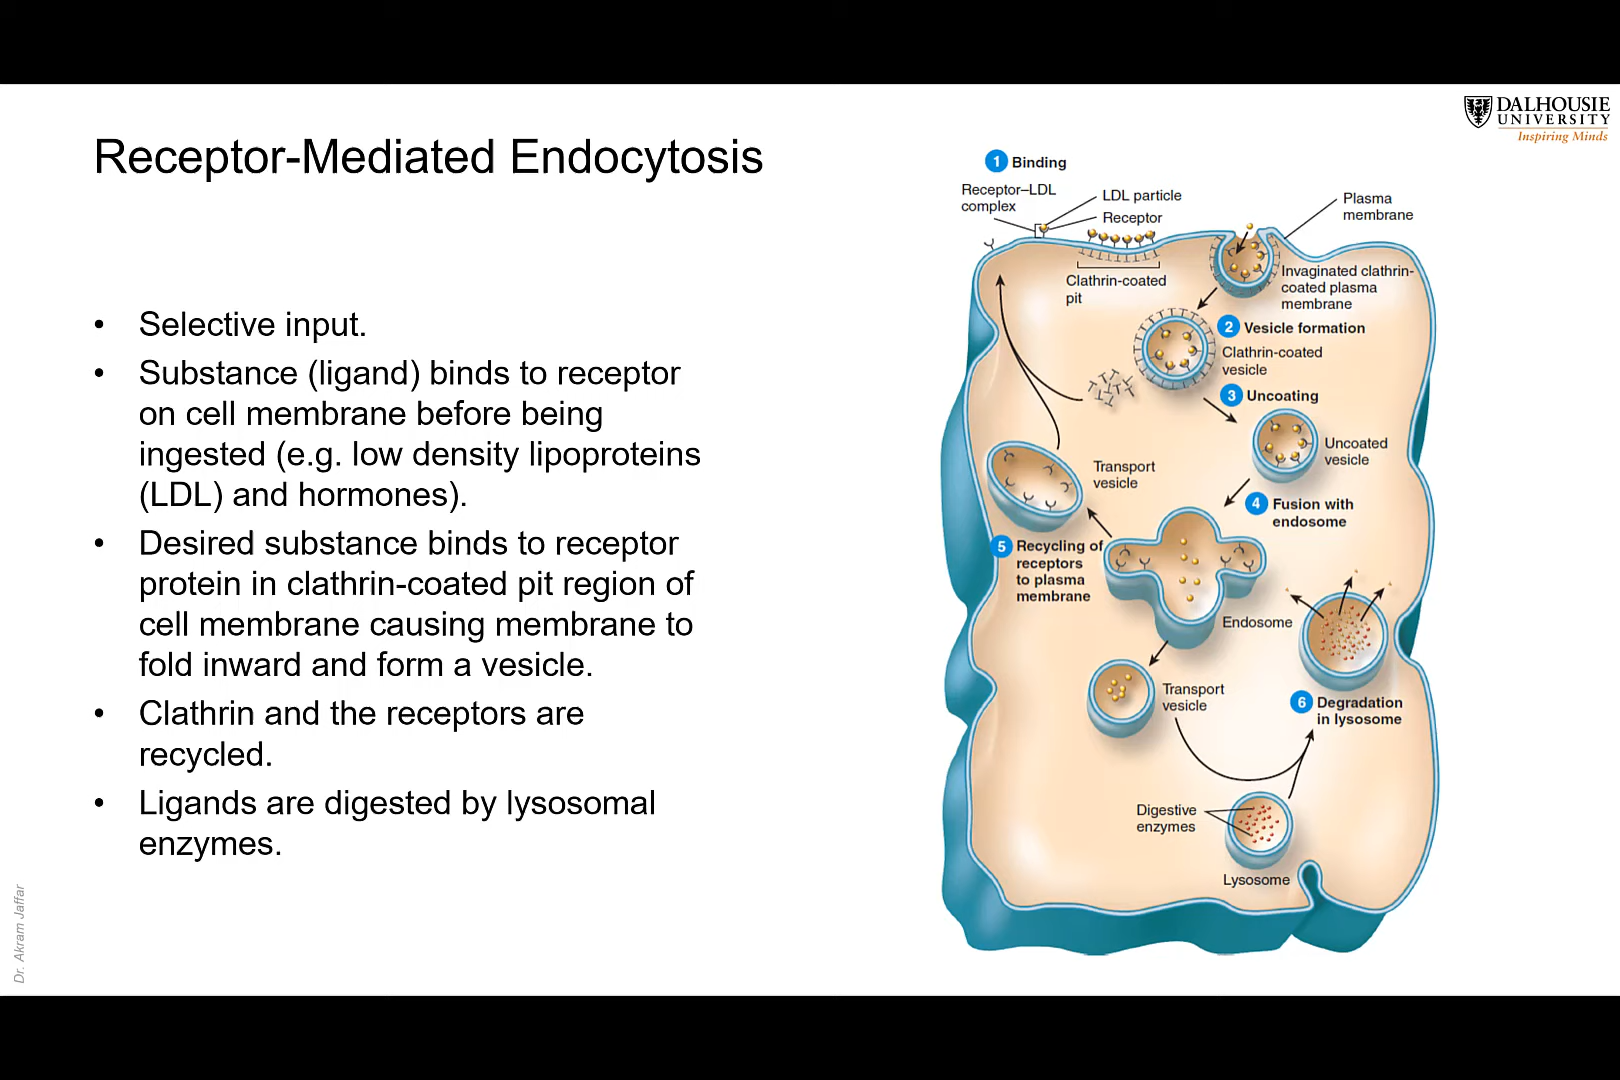 DALHOUSIE
UNIVERSITY
Inspiring Minds
Receptor-Mediated Endocytosis
• Selective input.
• Substance (ligand) binds to receptor
on cell membrane before being
ingested (e.g. low density lipoproteins
(LDL) and hormones).
• Desired substance binds to receptor
protein in clathrin-coated pit region of
cell membrane causing membrane to
fold inward and form a vesicle.
• Clathrin and the receptors are
recycled.
• Ligands are digested by lysosomal
enzymes.
Dr. Akram Jaffar
1 Binding
Receptor–LDL
complex
LDL particle
Receptor
Plasma
membrane
Clathrin-coated
pit
Invaginated clathrin-
coated plasma
membrane
2 Vesicle formation
Clathrin-coated
vesicle
3 Uncoating
Uncoated
vesicle
Transport
vesicle
4 Fusion with
endosome
5 Recycling of
receptors
to plasma
membrane
Endosome
Transport
vesicle
6 Degradation
in lysosome
Digestive
enzymes
Lysosome